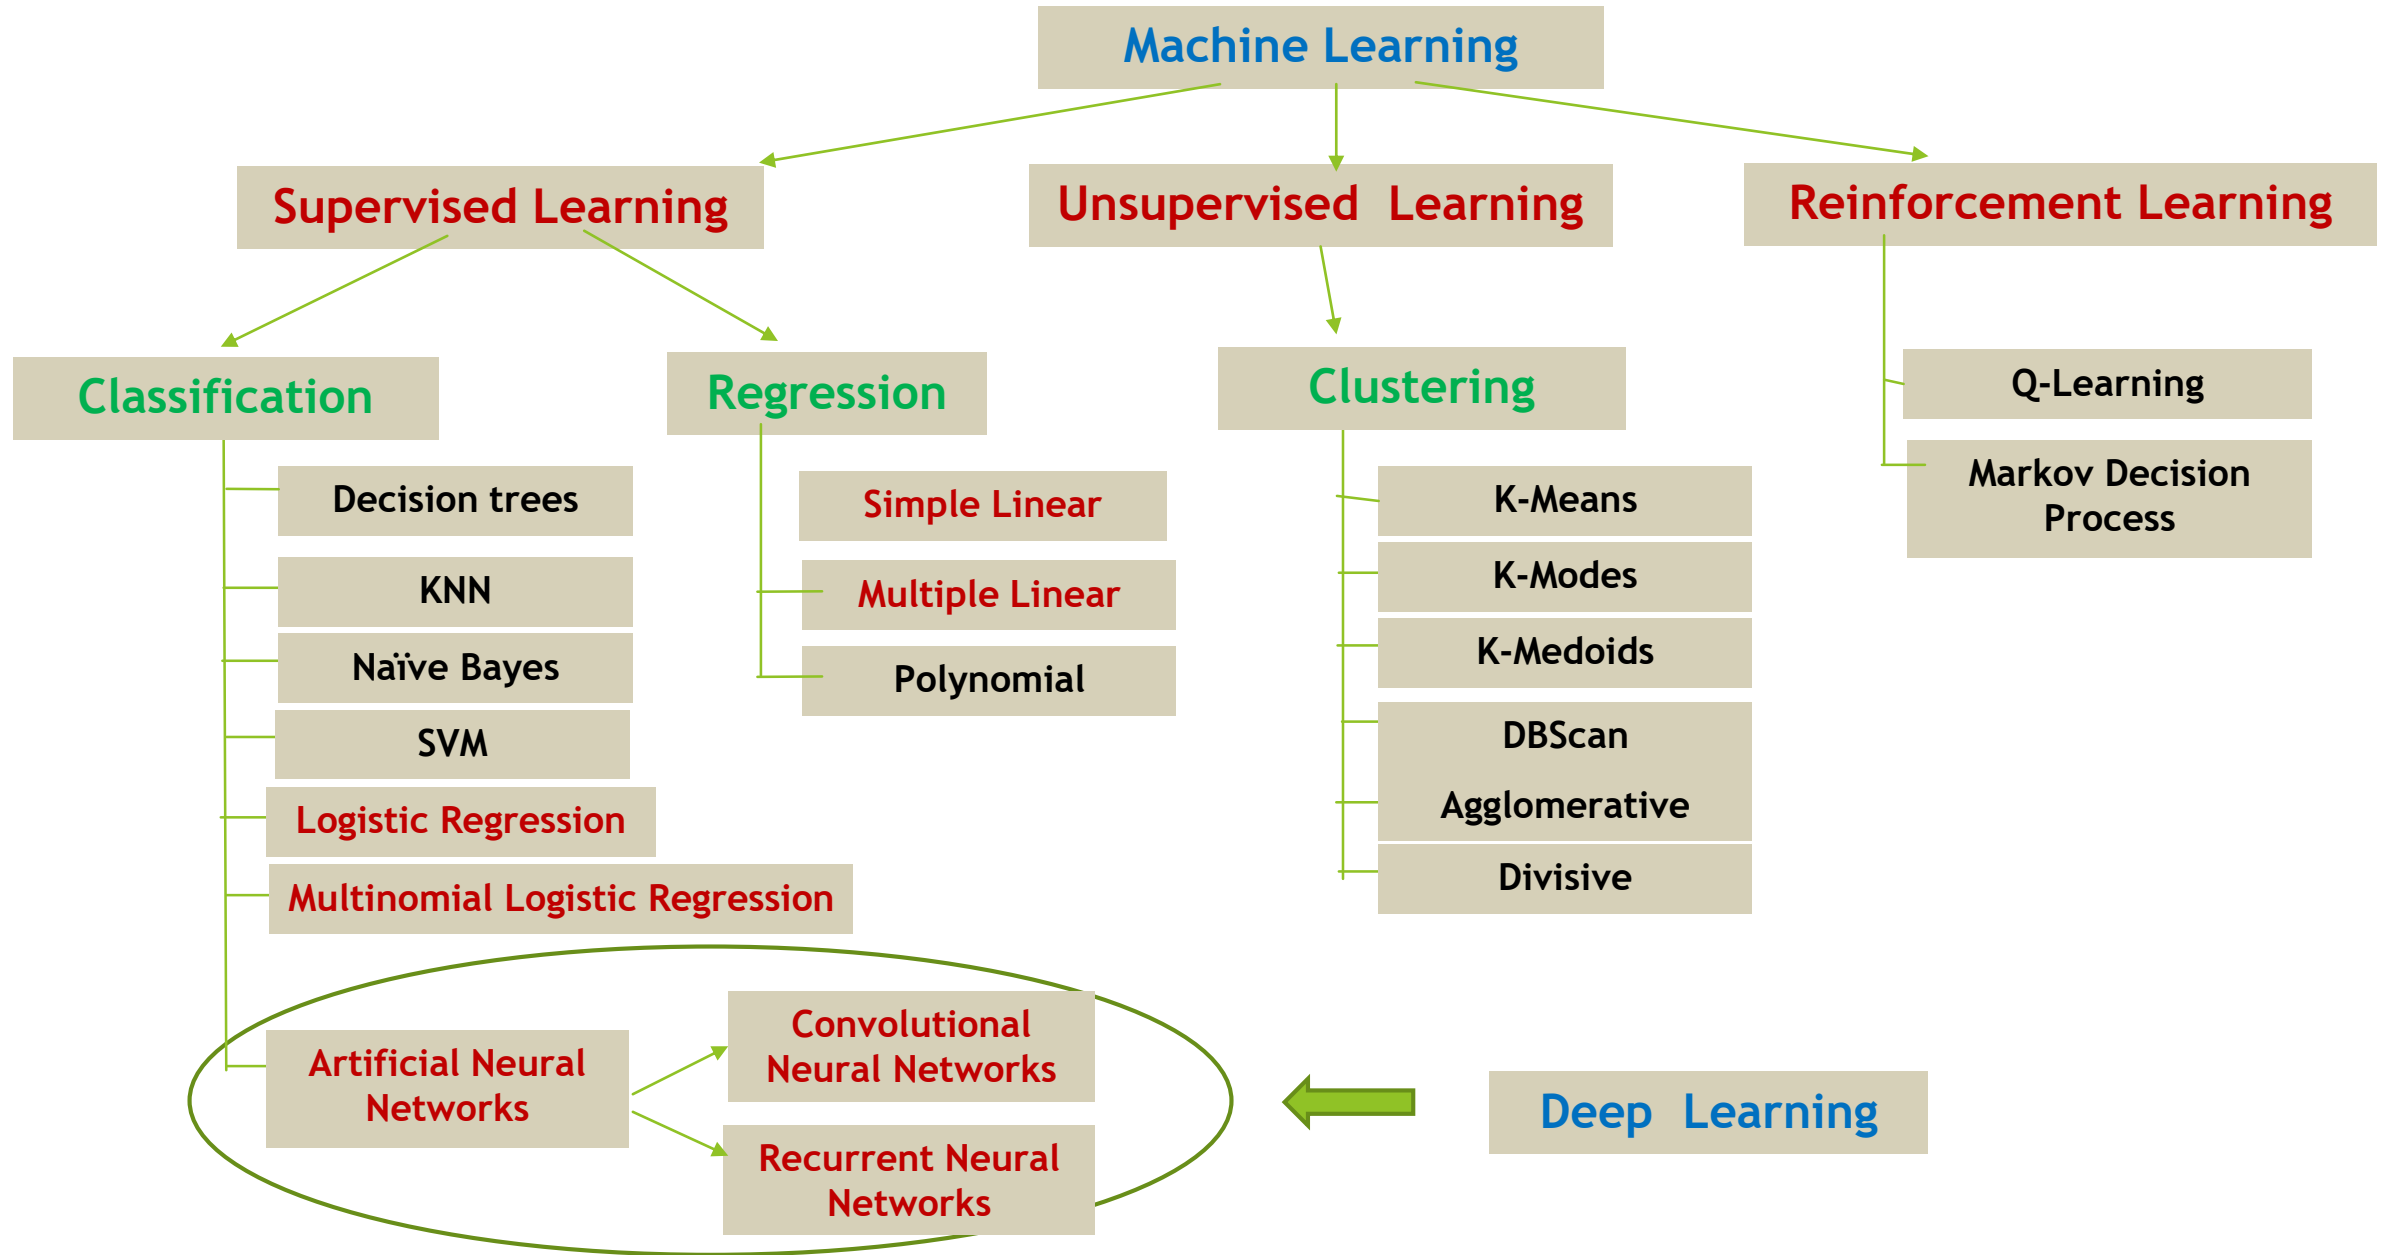 Machine Learning
Supervised Learning
Unsupervised  Learning
Reinforcement Learning
Classification
Regression
Clustering
Q-Learning
Markov Decision
Process
Decision trees
KNN
Naïve Bayes
SVM
Logistic Regression
Multinomial Logistic Regression
Simple Linear
Multiple Linear
Polynomial
K-Means
K-Modes
K-Medoids
DBScan
Agglomerative
Divisive
Artificial Neural
Networks
Convolutional
Neural Networks
Recurrent Neural
Networks
Deep  Learning